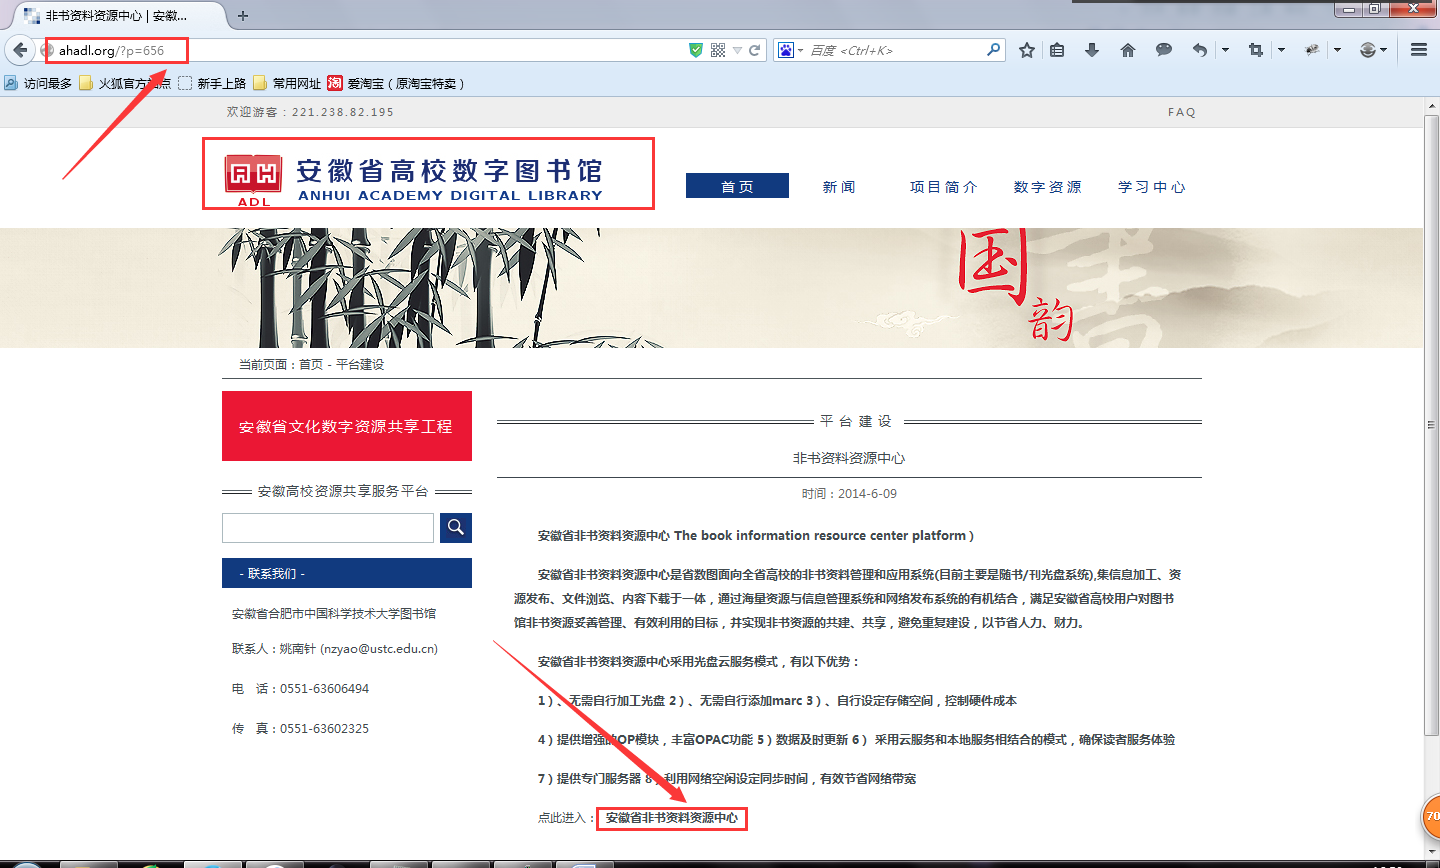 非书资料资源中心 | 安徽...
ahadl.org/?p=656
百度 <Ctrl+K>
访问最多 火狐官方站点 新手上路 常用网址 淘 爱淘宝（原淘宝特卖）
欢迎游客：221.238.82.195 FAQ
安徽省高校数字图书馆
ANHUI ACADEMY DIGITAL LIBRARY
ADL
首页 新闻 项目简介 数字资源 学习中心
国韵
书
当前页面：首页 - 平台建设
安徽省文化数字资源共享工程
安徽高校资源共享服务平台
- 联系我们 -
安徽省合肥市中国科学技术大学图书馆
联系人：姚南针 (nzyao@ustc.edu.cn)
电 话：0551-63606494
传 真：0551-63602325
平台建设
非书资料资源中心
时间：2014-6-09
安徽省非书资料资源中心 The book information resource center platform）
安徽省非书资料资源中心是省数图面向全省高校的非书资料管理和应用系统(目前主要是随书/刊光盘系统),集信息加工、资
源发布、文件浏览、内容下载于一体，通过海量资源与信息管理系统和网络发布系统的有机结合，满足安徽省高校用户对图书
馆非书资源妥善管理、有效利用的目标，并实现非书资源的共建、共享，避免重复建设，以节省人力、财力。
安徽省非书资料资源中心采用光盘云服务模式，有以下优势：
1）、无需自行加工光盘 2）、无需自行添加marc 3）、自行设定存储空间，控制硬件成本
4）提供增强的OP模块，丰富OPAC功能 5）数据及时更新 6） 采用云服务和本地服务相结合的模式，确保读者服务体验
7）提供专门服务器 8）利用网络空闲设定同步时间，有效节省网络带宽
点此进入：安徽省非书资料资源中心
70